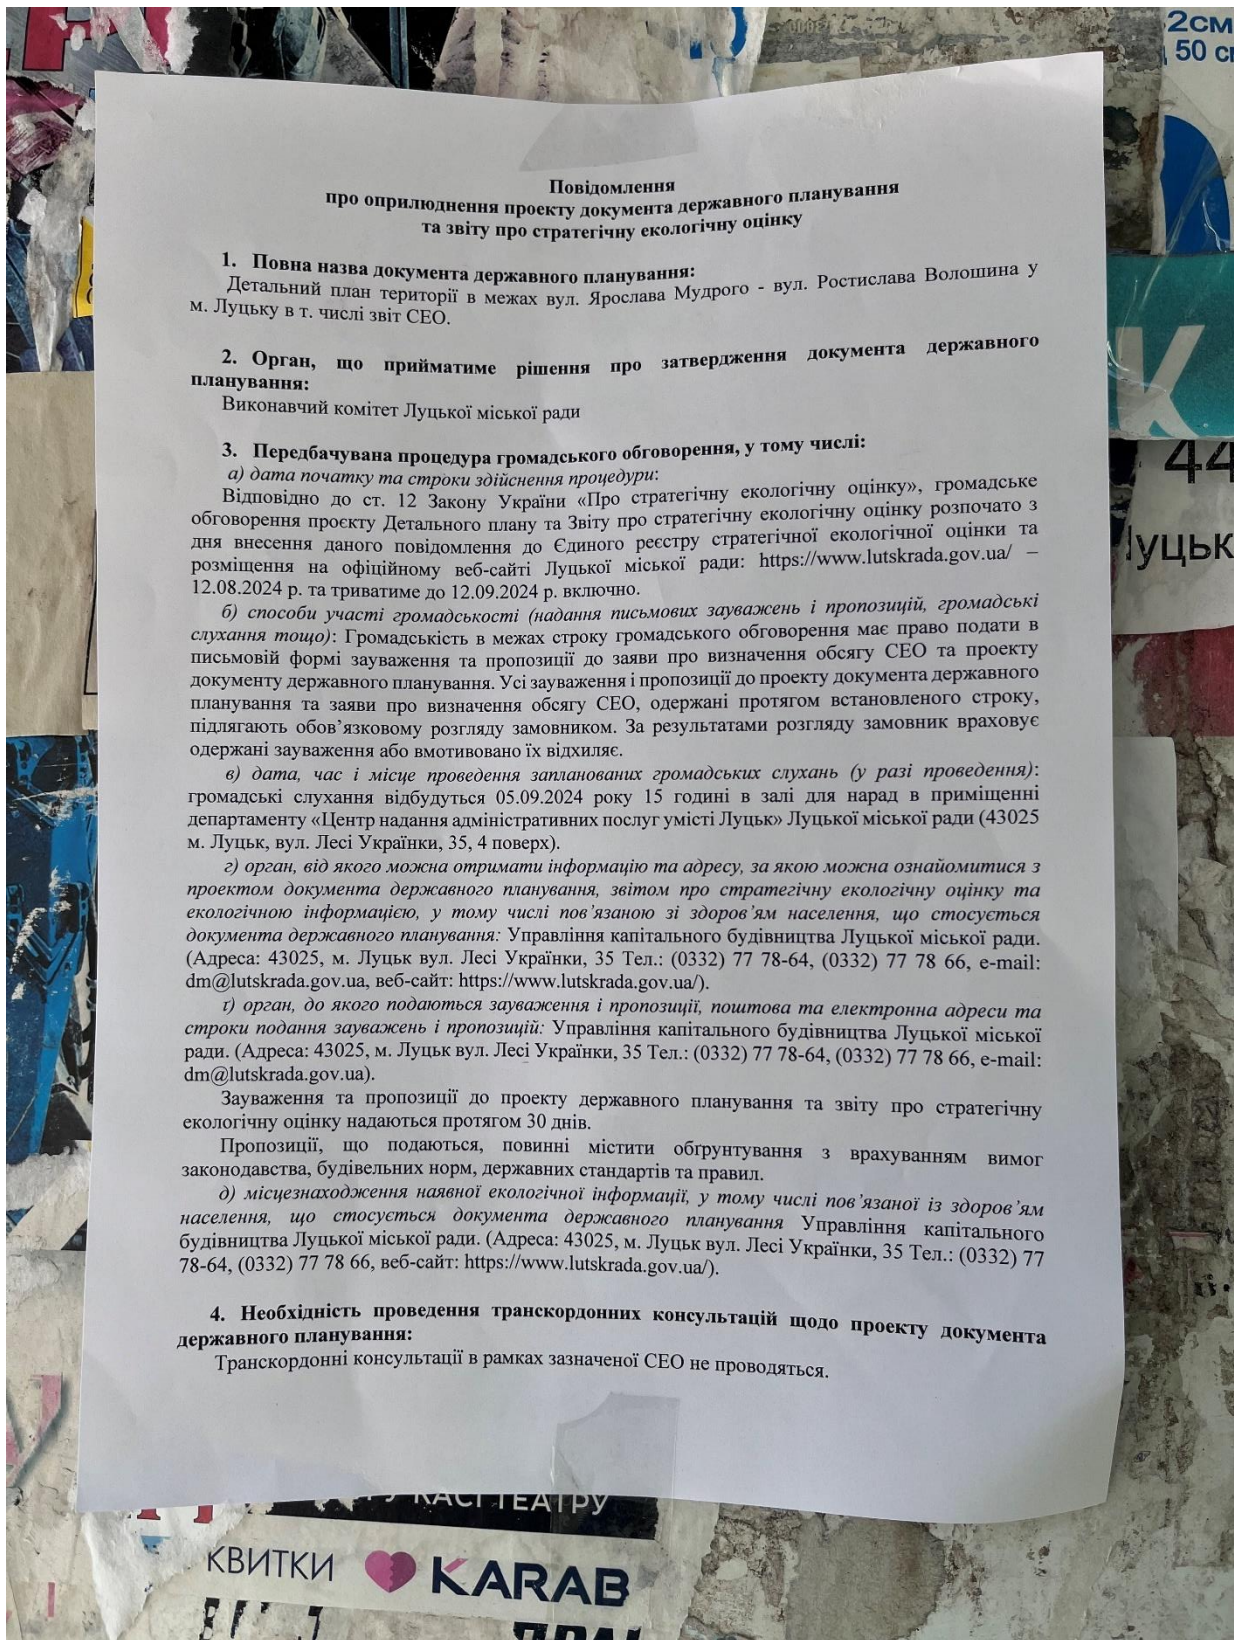 2см
50
Повідомлення
про оприлюднення проекту документа державного планування
та звіту про стратегічну екологічну оцінку
1. Повна назва документа державного планування:
Детальний план території в межах вул. Ярослава Мудрого - вул. Ростислава Волошина у
м. Луцьку в т. числі звіт СЕО.
2. Орган, що прийматиме рішення про затвердження документа державного
планування:
Виконавчий комітет Луцької міської ради
3. Передбачувана процедура громадського обговорення, у тому числі:
а) дата початку та строки здійснення процедури:
Відповідно до ст. 12 Закону України «Про стратегічну екологічну оцінку», громадське
обговорення проєкту Детального плану та Звіту про стратегічну екологічну оцінку розпочато з
дня внесення даного повідомлення до Єдиного реєстру стратегічної екологічної оцінки та
розміщення на офіційному веб-сайті Луцької міської ради: https://www.lutskrada.gov.ua/ –
12.08.2024 р. та триватиме до 12.09.2024 р. включно.
б) способи участі громадськості (надання письмових зауважень і пропозицій, громадські
слухання тощо): Громадськість в межах строку громадського обговорення має право подати в
письмовій формі зауваження та пропозиції до заяви про визначення обсягу СЕО та проекту
документу державного планування. Усі зауваження і пропозиції до проекту документа державного
планування та заяви про визначення обсягу СЕО, одержані протягом встановленого строку,
підлягають обов’язковому розгляду замовником. За результатами розгляду замовник враховує
одержані зауваження або вмотивовано їх відхиляє.
в) дата, час і місце проведення запланованих громадських слухань (у разі проведення):
громадські слухання відбудуться 05.09.2024 року 15 годині в залі для нарад в приміщенні
департаменту «Центр надання адміністративних послуг умісті Луцьк» Луцької міської ради (43025
м. Луцьк, вул. Лесі Українки, 35, 4 поверх).
г) орган, від якого можна отримати інформацію та адресу, за якою можна ознайомитися з
проектом документа державного планування, звітом про стратегічну екологічну оцінку та
екологічною інформацією, у тому числі пов’язаною зі здоров’ям населення, що стосується
документа державного планування: Управління капітального будівництва Луцької міської ради.
(Адреса: 43025, м. Луцьк вул. Лесі Українки, 35 Тел.: (0332) 77 78-64, (0332) 77 78 66, e-mail:
dm@lutskrada.gov.ua, веб-сайт: https://www.lutskrada.gov.ua/).
ґ) орган, до якого подаються зауваження і пропозиції, поштова та електронна адреси та
строки подання зауважень і пропозицій: Управління капітального будівництва Луцької міської
ради. (Адреса: 43025, м. Луцьк вул. Лесі Українки, 35 Тел.: (0332) 77 78-64, (0332) 77 78 66, e-mail:
dm@lutskrada.gov.ua).
Зауваження та пропозиції до проекту державного планування та звіту про стратегічну
екологічну оцінку надаються протягом 30 днів.
Пропозиції, що подаються, повинні містити обґрунтування з врахуванням вимог
законодавства, будівельних норм, державних стандартів та правил.
д) місцезнаходження наявної екологічної інформації, у тому числі пов’язаної із здоров’ям
населення, що стосується документа державного планування Управління капітального
будівництва Луцької міської ради. (Адреса: 43025, м. Луцьк вул. Лесі Українки, 35 Тел.: (0332) 77
78-64, (0332) 77 78 66, веб-сайт: https://www.lutskrada.gov.ua/).
4. Необхідність проведення транскордонних консультацій щодо проекту документа
державного планування:
Транскордонні консультації в рамках зазначеної СЕО не проводяться.
К
44
У КАСІ ТЕАТРУ
КВИТКИ KARAB